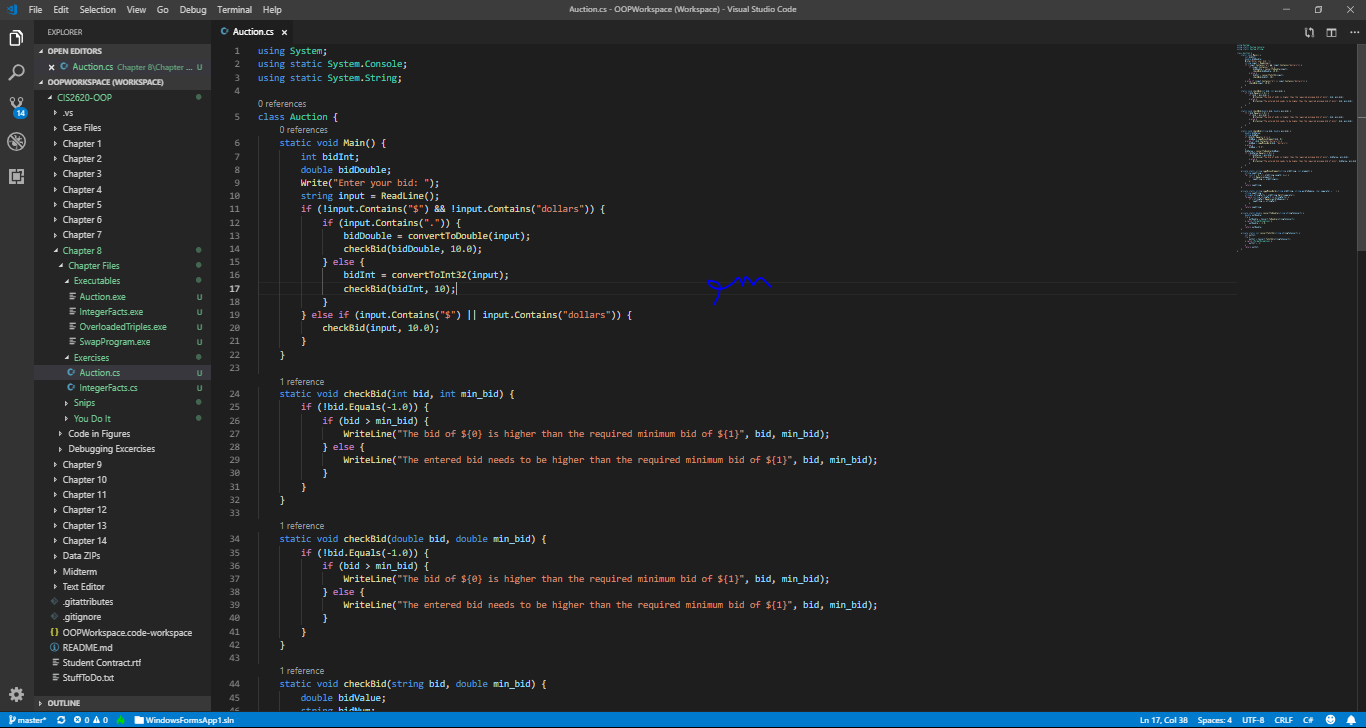 File Edit Selection View Go Debug Terminal Help
Auction.cs - OOPWorkspace (Workspace) - Visual Studio Code
EXPLORER
OPEN EDITORS
Auction.cs Chapter 8\Chapter ... U
OOPWORKSPACE (WORKSPACE)
CIS2620-OOP
.vs
Case Files
Chapter 1
Chapter 2
Chapter 3
Chapter 4
Chapter 5
Chapter 6
Chapter 7
Chapter 8
Chapter Files
Executables
Auction.exe U
IntegerFacts.exe U
OverloadedTriples.exe U
SwapProgram.exe U
Exercises
Auction.cs U
IntegerFacts.cs U
Snips
You Do It
Code in Figures
Debugging Excercises
Chapter 9
Chapter 10
Chapter 11
Chapter 12
Chapter 13
Chapter 14
Data ZIPs
Midterm
Text Editor
.gitattributes
.gitignore
OOPWorkspace.code-workspace
README.md
Student Contract.rtf
StuffToDo.txt
OUTLINE
14
Auction.cs
1 using System;
2 using static System.Console;
3 using static System.String;
4
0 references
5 class Auction {
0 references
6 static void Main() {
7 int bidInt;
8 double bidDouble;
9 Write("Enter your bid: ");
10 string input = ReadLine();
11 if (!input.Contains("$") && !input.Contains("dollars")) {
12 if (input.Contains(".")) {
13 bidDouble = convertToDouble(input);
14 checkBid(bidDouble, 10.0);
15 } else {
16 bidInt = convertToInt32(input);
17 checkBid(bidInt, 10);
18 }
19 } else if (input.Contains("$") || input.Contains("dollars")) {
20 checkBid(input, 10.0);
21 }
22 }
23
1 reference
24 static void checkBid(int bid, int min_bid) {
25 if (!bid.Equals(-1.0)) {
26 if (bid > min_bid) {
27 WriteLine("The bid of ${0} is higher than the required minimum bid of ${1}", bid, min_bid);
28 } else {
29 WriteLine("The entered bid needs to be higher than the required minimum bid of ${1}", bid, min_bid);
30 }
31 }
32 }
33
1 reference
34 static void checkBid(double bid, double min_bid) {
35 if (!bid.Equals(-1.0)) {
36 if (bid > min_bid) {
37 WriteLine("The bid of ${0} is higher than the required minimum bid of ${1}", bid, min_bid);
38 } else {
39 WriteLine("The entered bid needs to be higher than the required minimum bid of ${1}", bid, min_bid);
40 }
41 }
42 }
43
1 reference
44 static void checkBid(string bid, double min_bid) {
45 double bidValue;
46 string bidNum;
master* 0 0 WindowsFormsApp1.sln
Ln 17, Col 38 Spaces: 4 UTF-8 CRLF C#